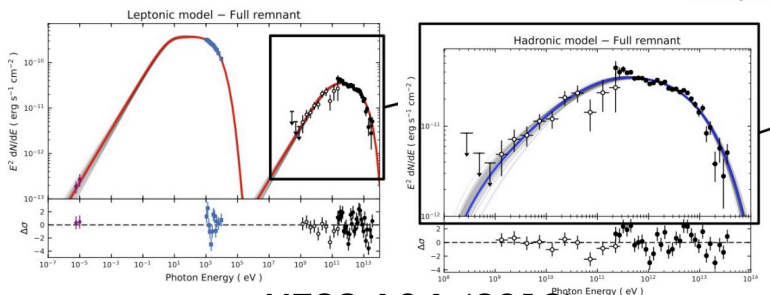 Leptonic model − Full remnant
E² dN/dE ( erg s⁻¹ cm⁻² )
10⁻¹⁰
10⁻¹¹
10⁻¹²
10⁻¹³
Δσ
2
0
−2
−4
10⁻⁷ 10⁻⁵ 10⁻³ 10⁻¹ 10¹ 10³ 10⁵ 10⁷ 10⁹ 10¹¹ 10¹³
Photon Energy ( eV )
Hadronic model − Full remnant
E² dN/dE ( erg s⁻¹ cm⁻² )
10⁻¹¹
10⁻¹²
Δσ
2
0
−2
−4
10⁸ 10⁹ 10¹⁰ 10¹¹ 10¹² 10¹³ 10¹⁴
Photon Energy ( eV )